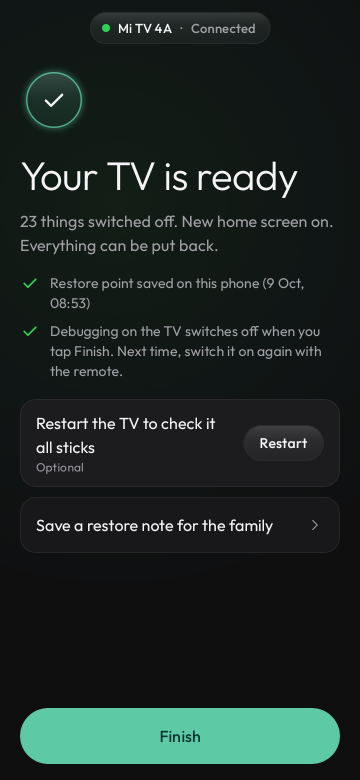 Mi TV 4A · Connected
Your TV is ready
23 things switched off. New home screen on.
Everything can be put back.
Restore point saved on this phone (9 Oct,
08:53)
Debugging on the TV switches off when you
tap Finish. Next time, switch it on again with
the remote.
Restart the TV to check it
all sticks
Optional
Restart
Save a restore note for the family
Finish